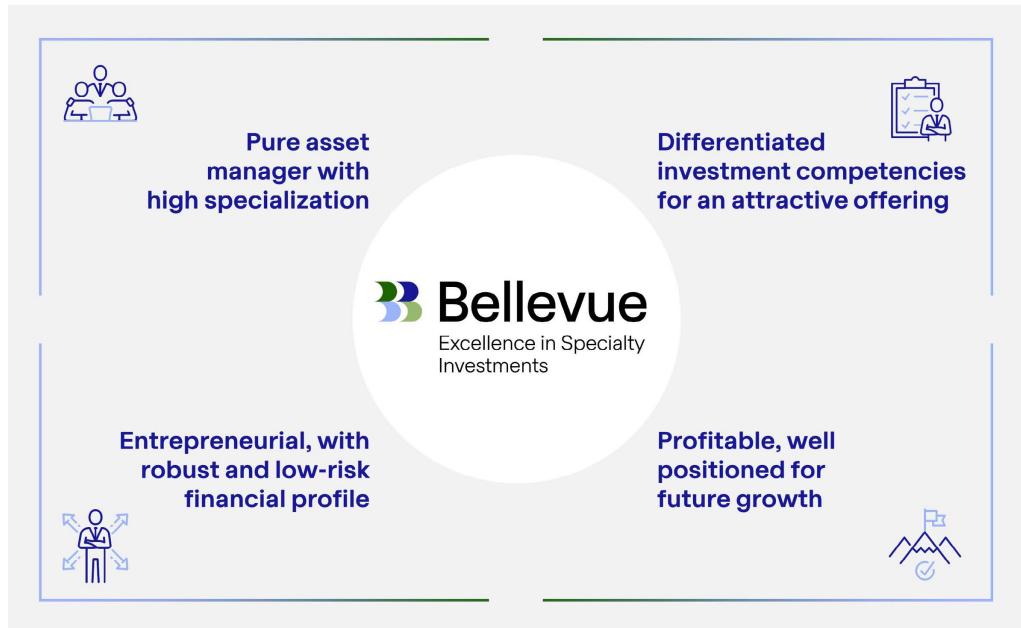 Pure asset
manager with
high specialization
Differentiated
investment competencies
for an attractive offering
Bellevue
Excellence in Specialty
Investments
Entrepreneurial, with
robust and low-risk
financial profile
Profitable, well
positioned for
future growth